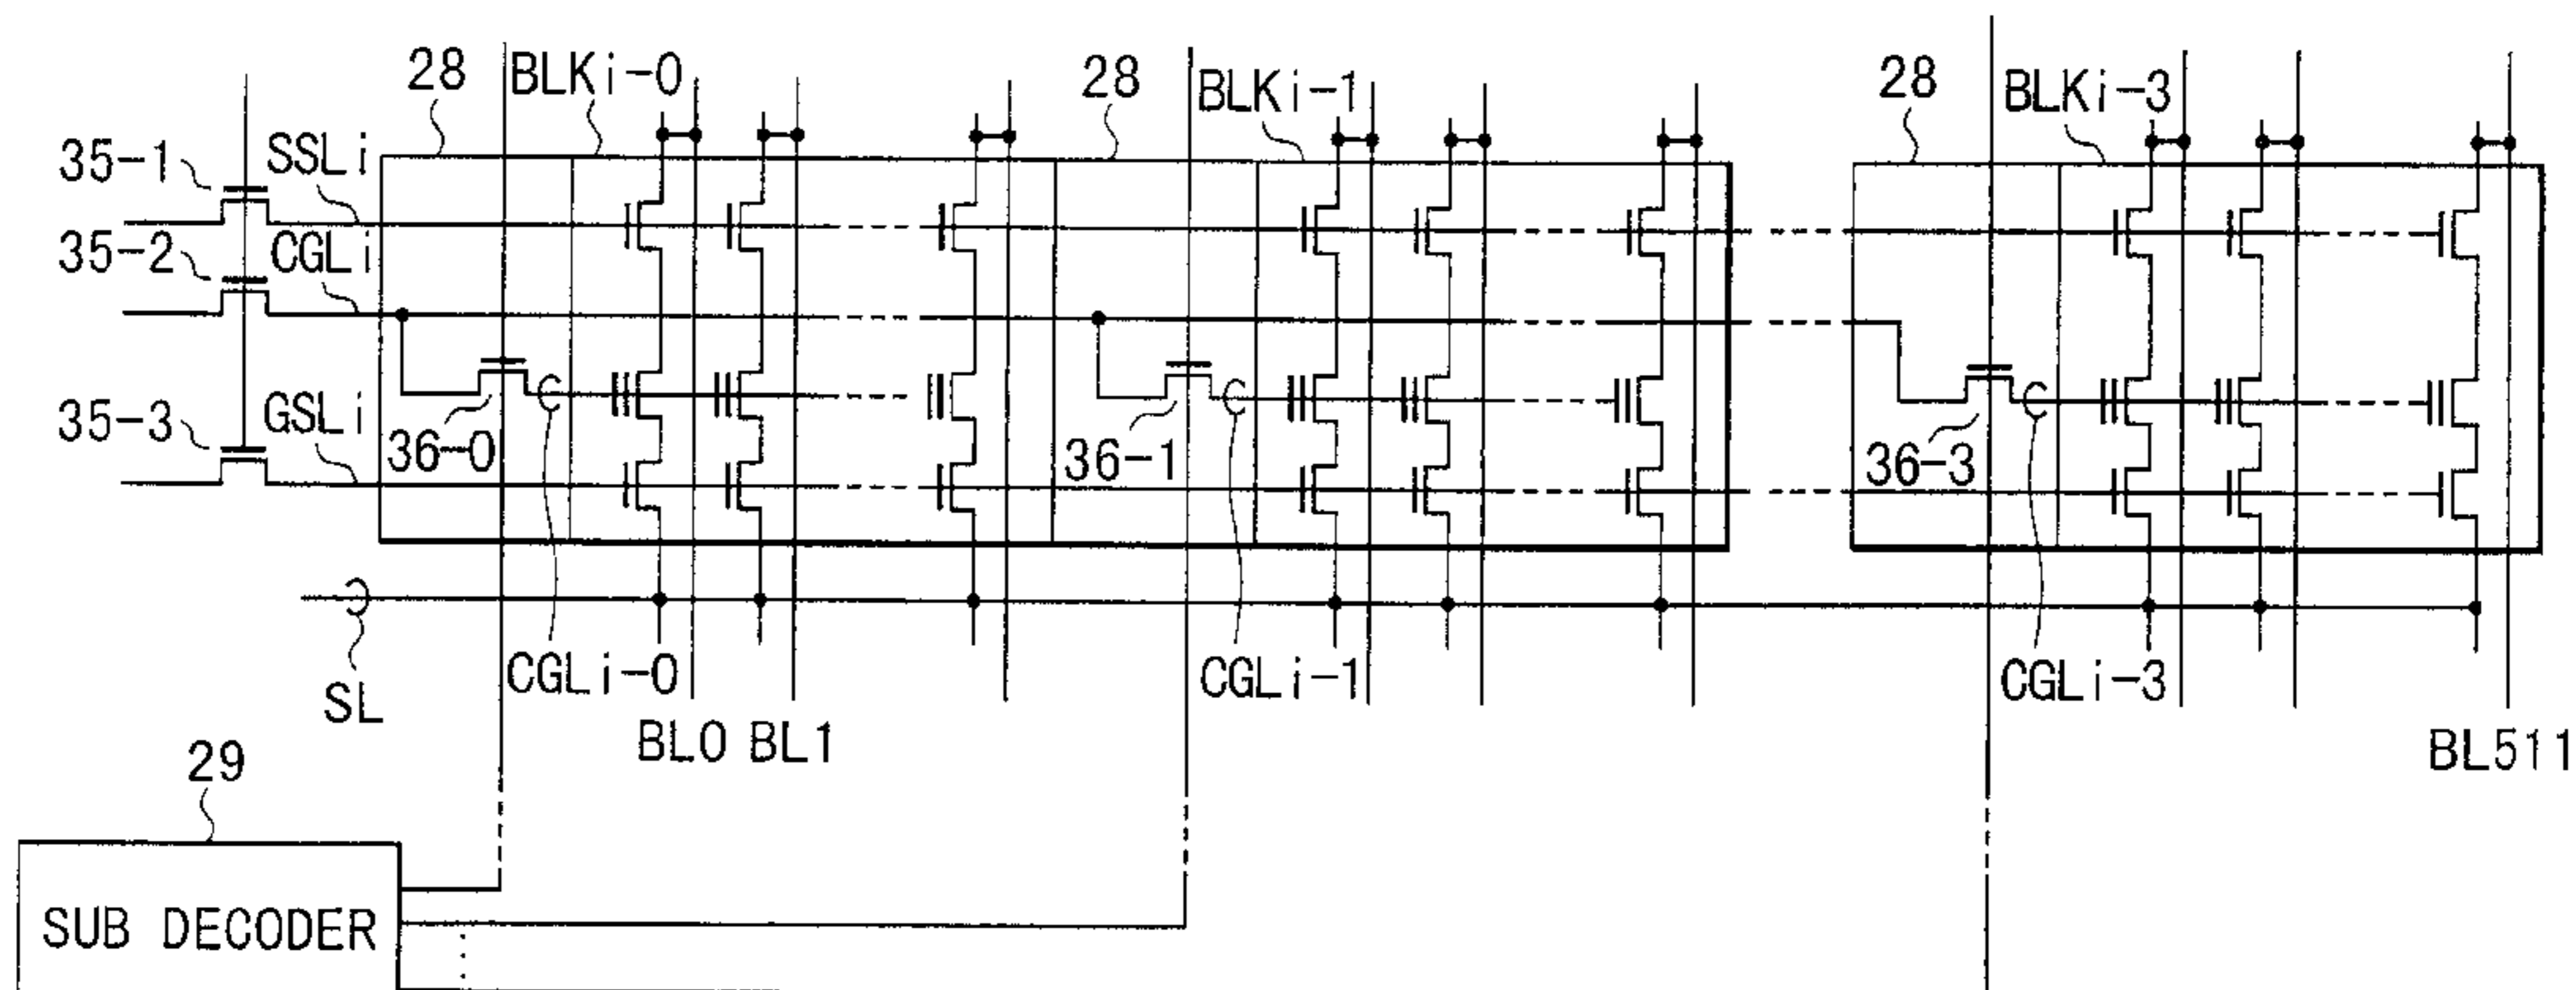 28
BLKi-0
28
BLKi-1
28
BLKi-3
35-1
SSLi
35-2
CGLi
35-3
GSLi
36-0
36-1
36-3
SL
CGLi-0
CGLi-1
CGLi-3
BL0
BL1
BL511
29
SUB DECODER